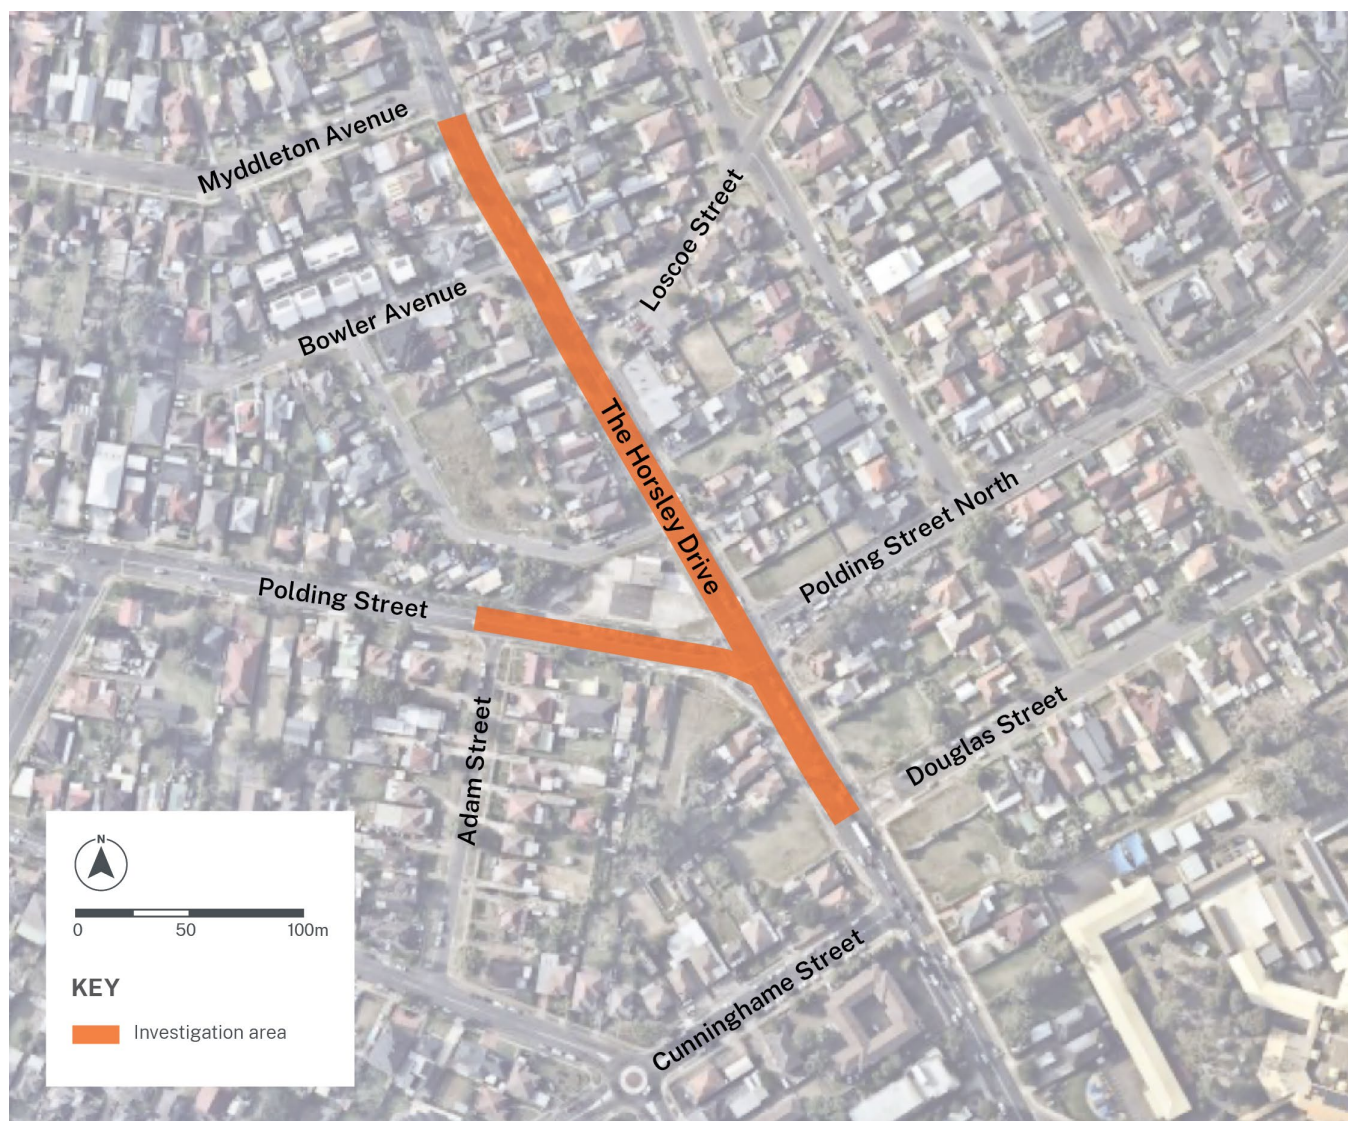 Myddleton Avenue
Loscoe Street
Bowler Avenue
The Horsley Drive
Polding Street North
Polding Street
Douglas Street
Adam Street
Cunninghame Street
N
0 50 100m
KEY
Investigation area